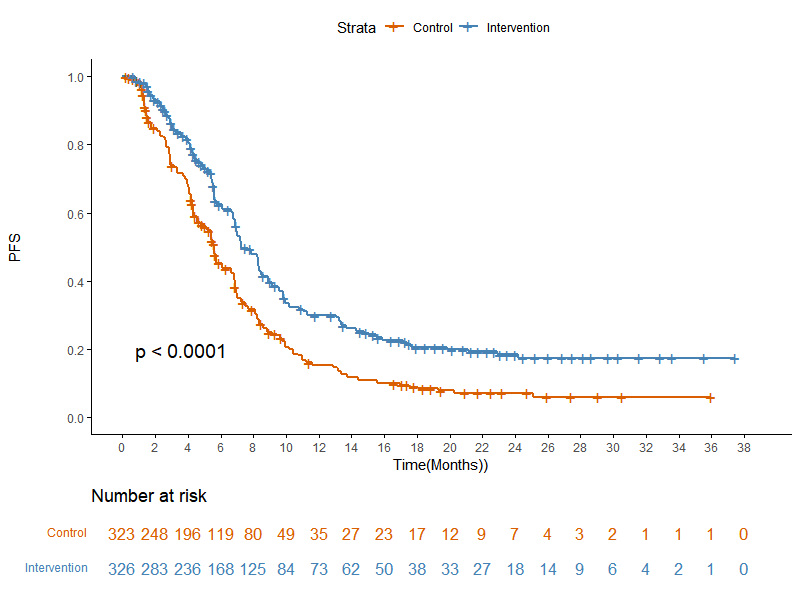 Strata Control Intervention
1.0
0.8
0.6
0.4
0.2
0.0
PFS
p < 0.0001
0 2 4 6 8 10 12 14 16 18 20 22 24 26 28 30 32 34 36 38
Time(Months))
Number at risk
Control 323 248 196 119 80 49 35 27 23 17 12 9 7 4 3 2 1 1 1 0
Intervention 326 283 236 168 125 84 73 62 50 38 33 27 18 14 9 6 4 2 1 0